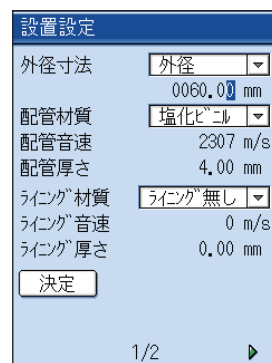 設置設定
外径寸法 外径
0060.00 mm
配管材質 塩化ﾋﾞﾆﾙ
配管音速 2307 m/s
配管厚さ 4.00 mm
ﾗｲﾆﾝｸﾞ材質 ﾗｲﾆﾝｸﾞ無し
ﾗｲﾆﾝｸﾞ音速 0 m/s
ﾗｲﾆﾝｸﾞ厚さ 0.00 mm
決定
1/2